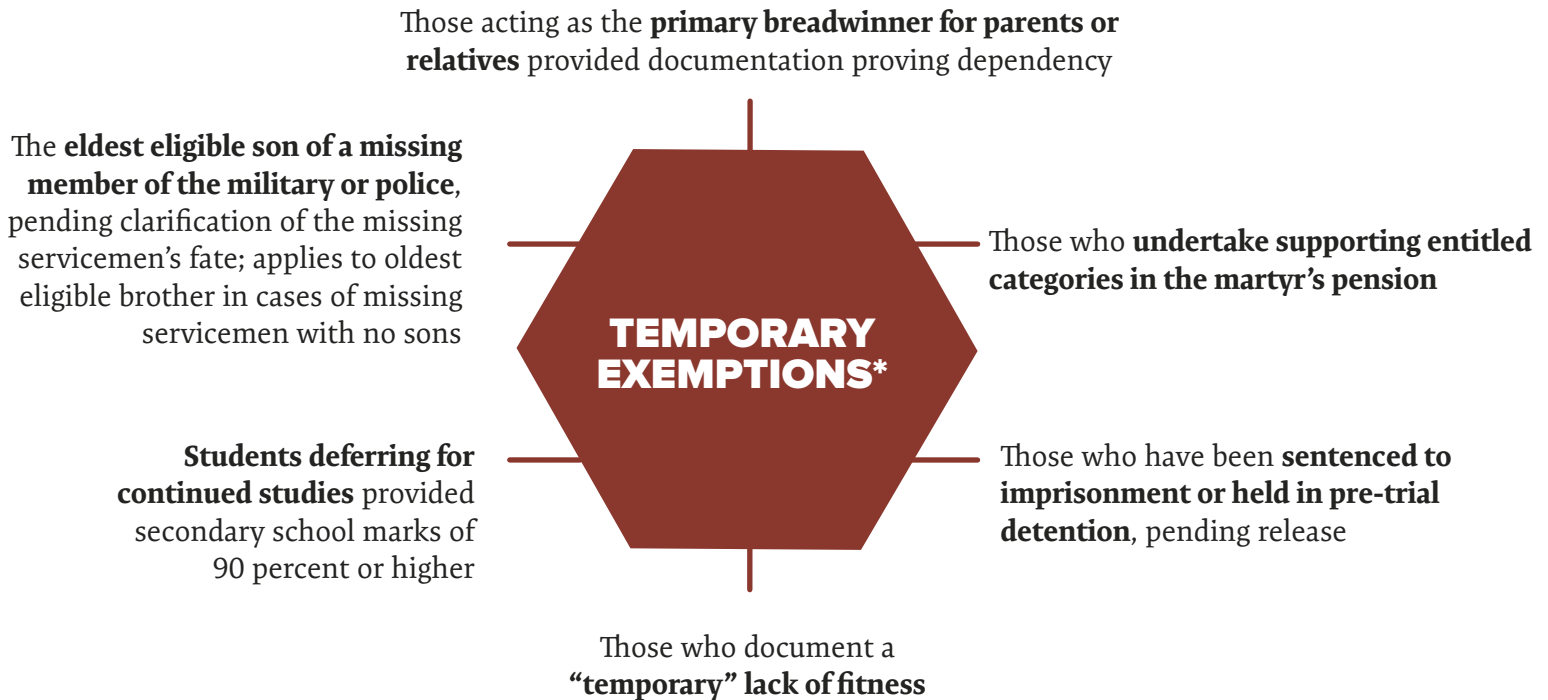 Those acting as the primary breadwinner for parents or
relatives provided documentation proving dependency
The eldest eligible son of a missing
member of the military or police,
pending clarification of the missing
servicemen’s fate; applies to oldest
eligible brother in cases of missing
servicemen with no sons
Those who undertake supporting entitled
categories in the martyr’s pension
TEMPORARY
EXEMPTIONS*
Students deferring for
continued studies provided
secondary school marks of
90 percent or higher
Those who have been sentenced to
imprisonment or held in pre-trial
detention, pending release
Those who document a
“temporary” lack of fitness